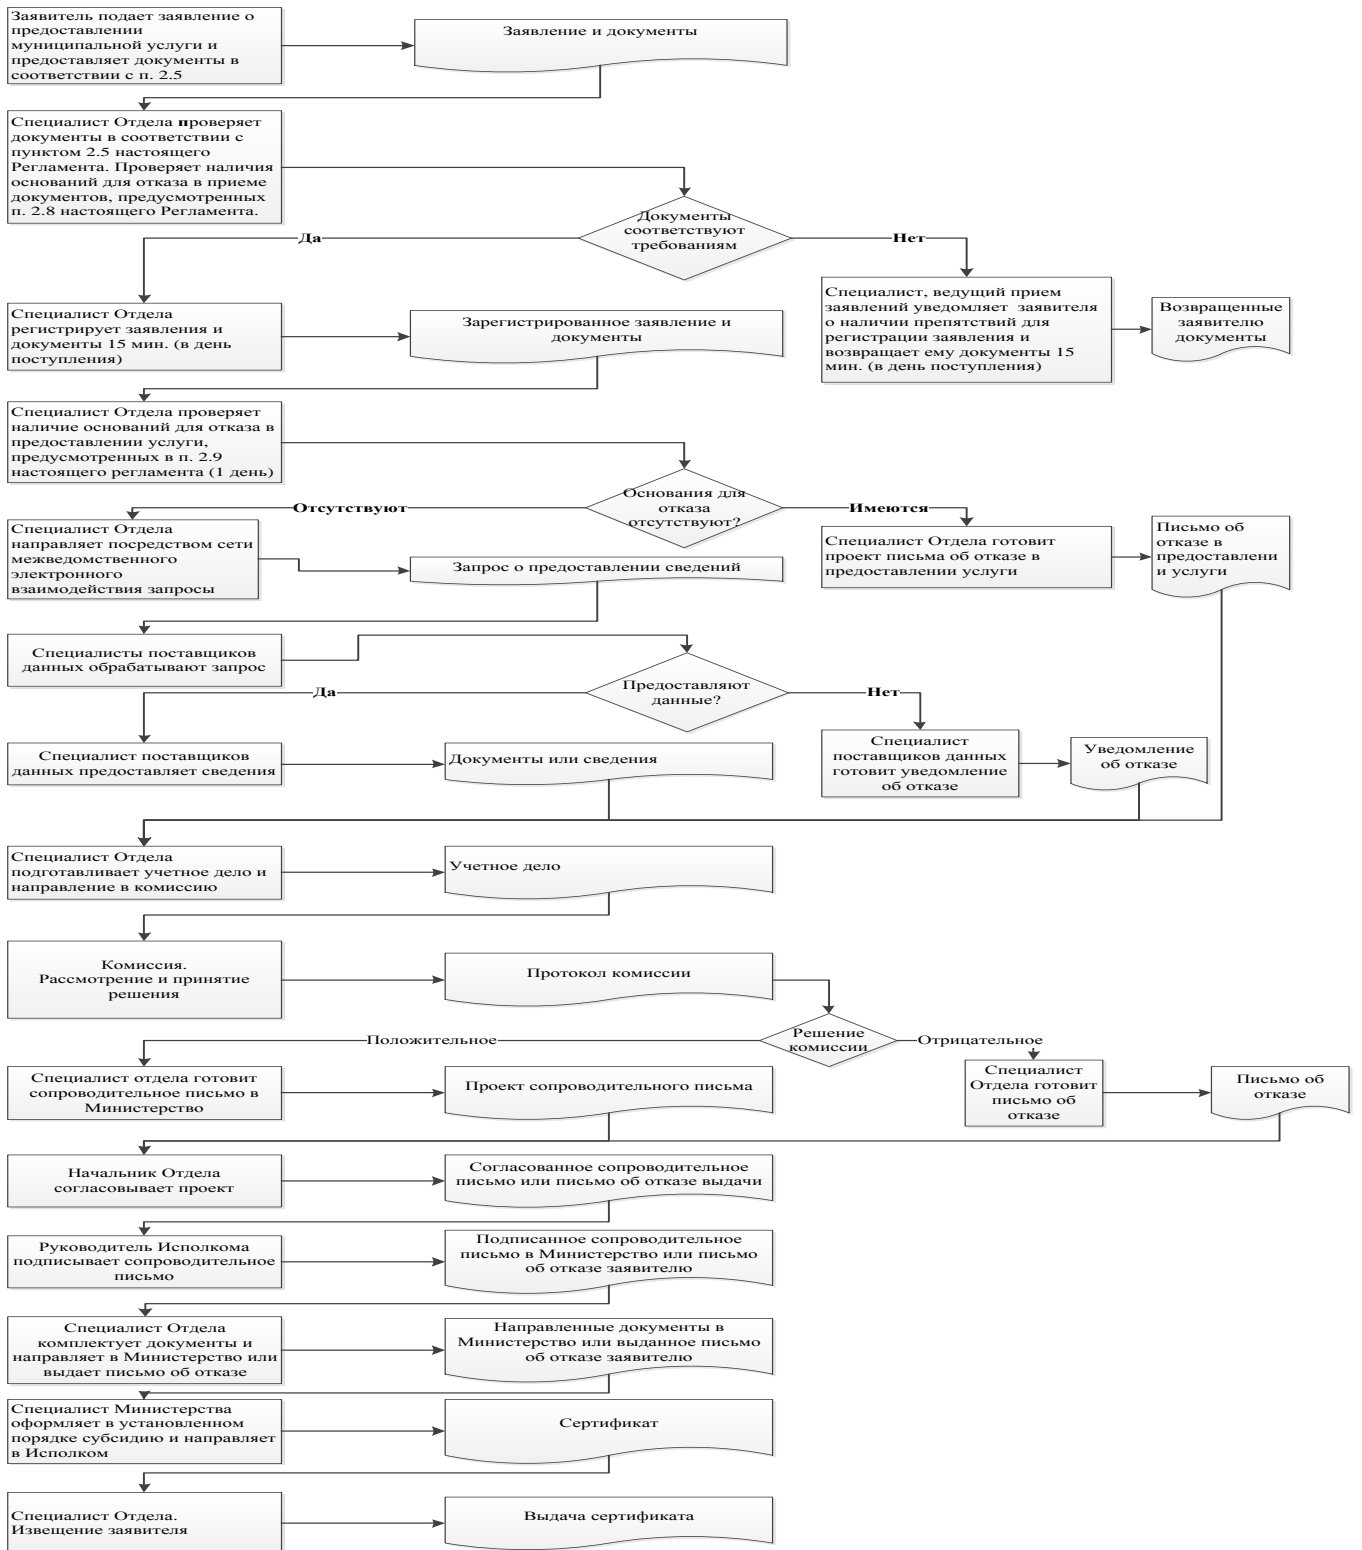 Заявитель подает заявление о
предоставлении
муниципальной услуги и
предоставляет документы в
соответствии с п. 2.5
Заявление и документы
Специалист Отдела проверяет
документы в соответствии с
пунктом 2.5 настоящего
Регламента. Проверяет наличия
оснований для отказа в приеме
документов, предусмотренных
п. 2.8 настоящего Регламента.
Документы
соответствуют
требованиям
Да
Нет
Специалист Отдела
регистрирует заявления и
документы 15 мин. (в день
поступления)
Зарегистрированное заявление и
документы
Специалист, ведущий прием
заявлений уведомляет заявителя
о наличии препятствий для
регистрации заявления и
возвращает ему документы 15
мин. (в день поступления)
Возвращенные
заявителю
документы
Специалист Отдела проверяет
наличие оснований для отказа в
предоставлении услуги,
предусмотренных в п. 2.9
настоящего регламента (1 день)
Основания для
отказа
отсутствуют?
Отсутствуют
Имеются
Специалист Отдела
направляет посредством сети
межведомственного
электронного
взаимодействия запросы
Запрос о предоставлении сведений
Специалист Отдела готовит
проект письма об отказе в
предоставлении услуги
Письмо об
отказе в
предоставлени
и услуги
Специалисты поставщиков
данных обрабатывают запрос
Предоставляют
данные?
Да
Нет
Специалист поставщиков
данных предоставляет сведения
Документы или сведения
Специалист
поставщиков данных
готовит уведомление
об отказе
Уведомление
об отказе
Специалист Отдела
подготавливает учетное дело и
направление в комиссию
Учетное дело
Комиссия.
Рассмотрение и принятие
решения
Протокол комиссии
Решение
комиссии
Положительное
Отрицательное
Специалист отдела готовит
сопроводительное письмо в
Министерство
Проект сопроводительного письма
Специалист
Отдела готовит
письмо об
отказе
Письмо об
отказе
Начальник Отдела
согласовывает проект
Согласованное сопроводительное
письмо или письмо об отказе выдачи
Руководитель Исполкома
подписывает сопроводительное
письмо
Подписанное сопроводительное
письмо в Министерство или письмо
об отказе заявителю
Специалист Отдела
комплектует документы и
направляет в Министерство или
выдает письмо об отказе
Направленные документы в
Министерство или выданное письмо
об отказе заявителю
Специалист Министерства
оформляет в установленном
порядке субсидию и направляет
в Исполком
Сертификат
Специалист Отдела.
Извещение заявителя
Выдача сертификата